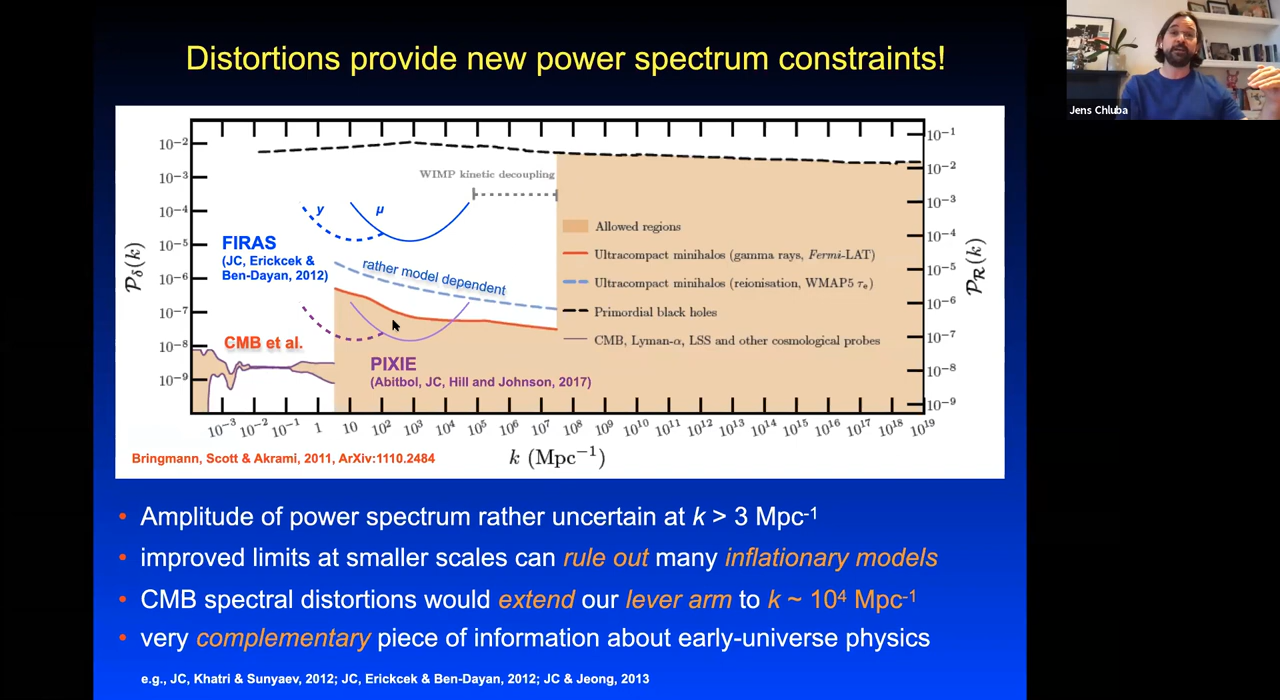 Distortions provide new power spectrum constraints!
Jens Chluba
10⁻² 10⁻³ 10⁻⁴ 10⁻⁵ 10⁻⁶ 10⁻⁷ 10⁻⁸ 10⁻⁹
𝒫δ(k)
WIMP kinetic decoupling
y
μ
FIRAS
(JC, Erickcek &
Ben-Dayan, 2012)
rather model dependent
CMB et al.
PIXIE
(Abitbol, JC, Hill and Johnson, 2017)
Allowed regions
Ultracompact minihalos (gamma rays, Fermi-LAT)
Ultracompact minihalos (reionisation, WMAP5 τₑ)
Primordial black holes
CMB, Lyman-α, LSS and other cosmological probes
10⁻¹ 10⁻² 10⁻³ 10⁻⁴ 10⁻⁵ 10⁻⁶ 10⁻⁷ 10⁻⁸ 10⁻⁹
𝒫ℛ(k)
10⁻³ 10⁻² 10⁻¹ 1 10 10² 10³ 10⁴ 10⁵ 10⁶ 10⁷ 10⁸ 10⁹ 10¹⁰ 10¹¹ 10¹² 10¹³ 10¹⁴ 10¹⁵ 10¹⁶ 10¹⁷ 10¹⁸ 10¹⁹
k (Mpc⁻¹)
Bringmann, Scott & Akrami, 2011, ArXiv:1110.2484
• Amplitude of power spectrum rather uncertain at k > 3 Mpc⁻¹
• improved limits at smaller scales can rule out many inflationary models
• CMB spectral distortions would extend our lever arm to k ~ 10⁴ Mpc⁻¹
• very complementary piece of information about early-universe physics
e.g., JC, Khatri & Sunyaev, 2012; JC, Erickcek & Ben-Dayan, 2012; JC & Jeong, 2013